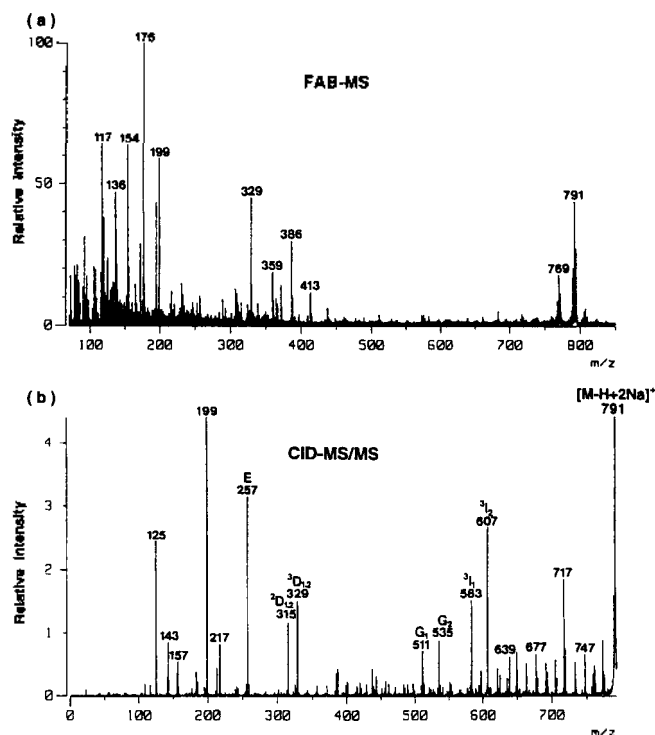 (a)
100
176
FAB-MS
117
154
199
136
50
329
791
386
359
769
413
0
Relative Intensity
100 200 300 400 500 600 700 800
m/z
(b)
[M-H+2Na]+
199
791
4
CID-MS/MS
E
257
3
³I₂
607
125
2
717
³D₁,₂
329
³I₁
583
²D₁,₂
315
1
143
217
G₁
511
G₂
535
157
639
677
747
0
Relative Intensity
0 100 200 300 400 500 600 700
m/z